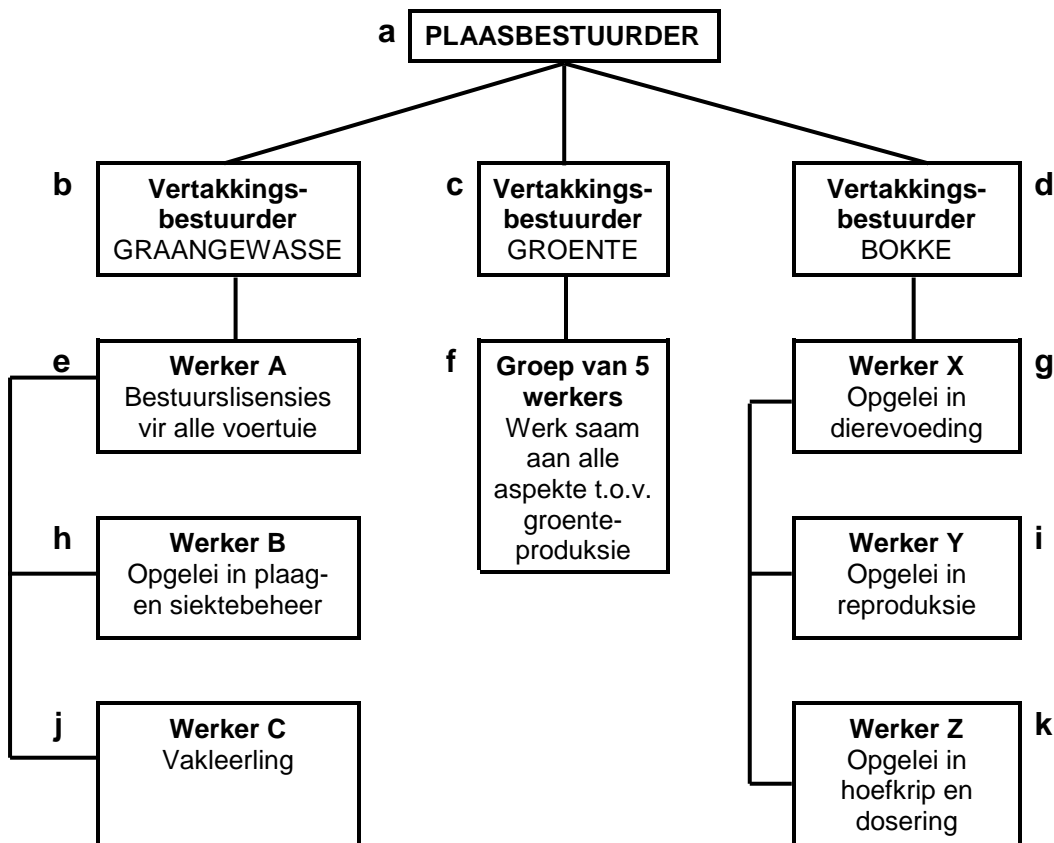 a PLAASBESTUURDER
b
Vertakkings-
bestuurder
GRAANGEWASSE
c
Vertakkings-
bestuurder
GROENTE
Vertakkings-
bestuurder
BOKKE
d
e
Werker A
Bestuurslisensies
vir alle voertuie
f
Groep van 5
werkers
Werk saam
aan alle
aspekte t.o.v.
groente-
produksie
Werker X
Opgelei in
dierevoeding
g
h
Werker B
Opgelei in plaag-
en siektebeheer
Werker Y
Opgelei in
reproduksie
i
j
Werker C
Vakleerling
Werker Z
Opgelei in
hoefkrip en
dosering
k